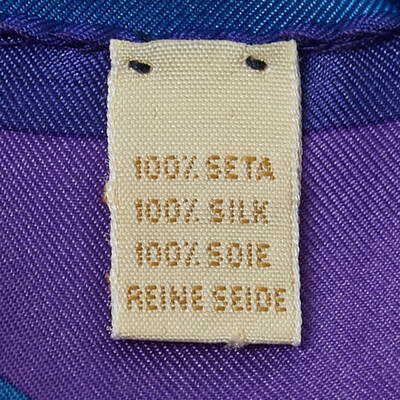 100% SETA
100% SILK
100% SOIE
REINE SEIDE